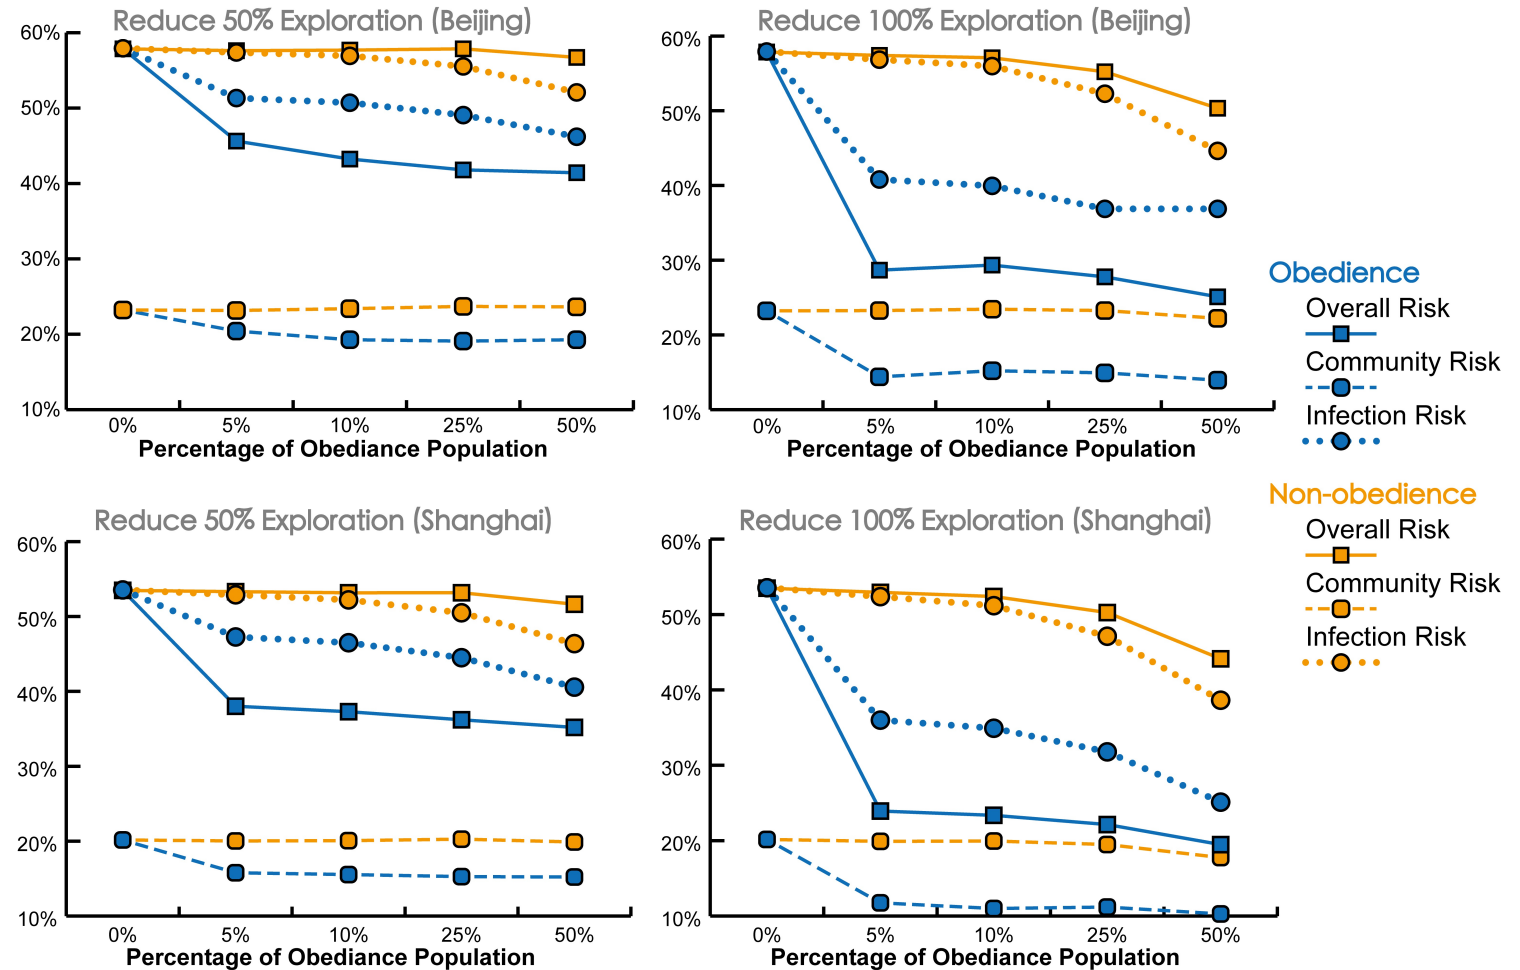 Reduce 50% Exploration (Beijing)
60%
50%
40%
30%
20%
10%
0% 5% 10% 25% 50%
Percentage of Obediance Population
Reduce 100% Exploration (Beijing)
60%
50%
40%
30%
20%
10%
0% 5% 10% 25% 50%
Percentage of Obediance Population
Obedience
Overall Risk
Community Risk
Infection Risk
Non-obedience
Overall Risk
Community Risk
Infection Risk
Reduce 50% Exploration (Shanghai)
60%
50%
40%
30%
20%
10%
0% 5% 10% 25% 50%
Percentage of Obediance Population
Reduce 100% Exploration (Shanghai)
60%
50%
40%
30%
20%
10%
0% 5% 10% 25% 50%
Percentage of Obediance Population